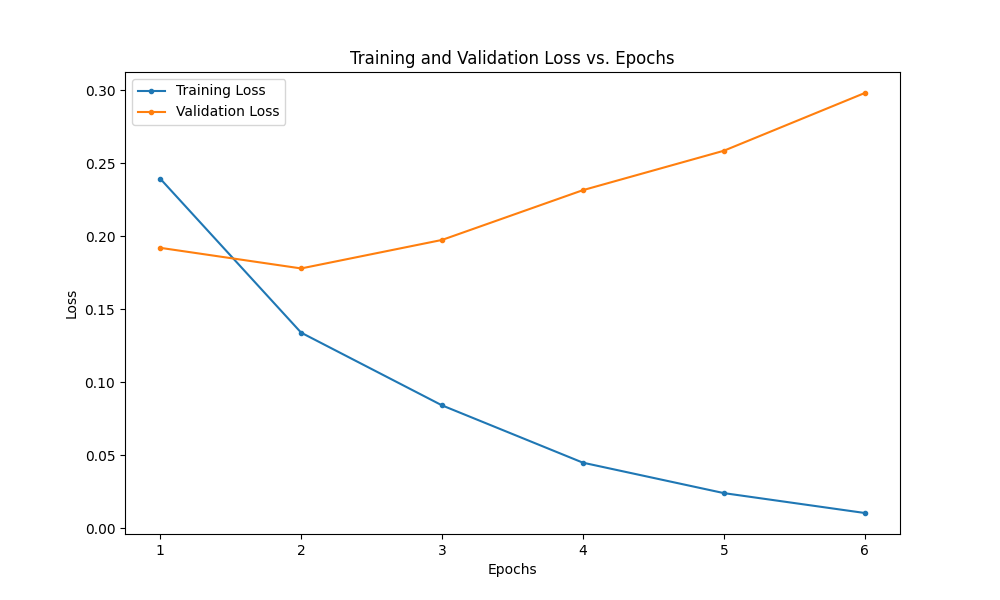 Training and Validation Loss vs. Epochs
Training Loss
Validation Loss
0.30
0.25
0.20
0.15
0.10
0.05
0.00
Loss
1 2 3 4 5 6
Epochs